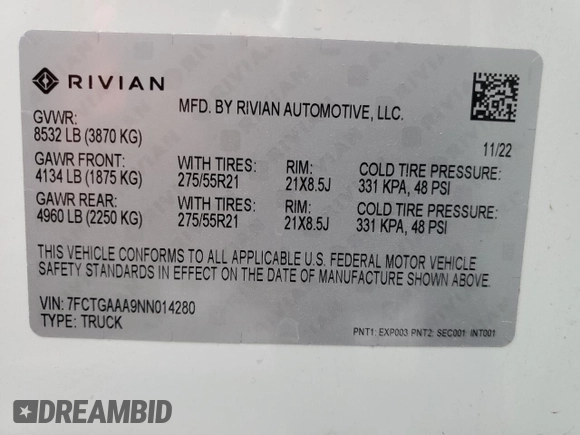 RIVIAN
MFD. BY RIVIAN AUTOMOTIVE, LLC.
GVWR:
8532 LB (3870 KG)
11/22
GAWR FRONT: WITH TIRES: RIM: COLD TIRE PRESSURE:
4134 LB (1875 KG) 275/55R21 21X8.5J 331 KPA, 48 PSI
GAWR REAR: WITH TIRES: RIM: COLD TIRE PRESSURE:
4960 LB (2250 KG) 275/55R21 21X8.5J 331 KPA, 48 PSI
THIS VEHICLE CONFORMS TO ALL APPLICABLE U.S. FEDERAL MOTOR VEHICLE
SAFETY STANDARDS IN EFFECT ON THE DATE OF MANUFACTURE SHOWN ABOVE.
VIN: 7FCTGAAA9NN014280
TYPE: TRUCK
PNT1: EXP003 PNT2: SEC001 INT001
DREAMBID